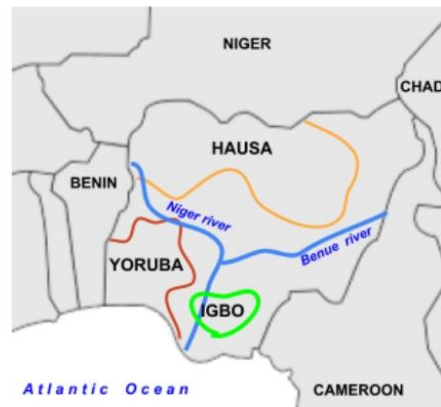 NIGER
CHAD
HAUSA
BENIN
Niger river
Benue river
YORUBA
IGBO
Atlantic Ocean
CAMEROON